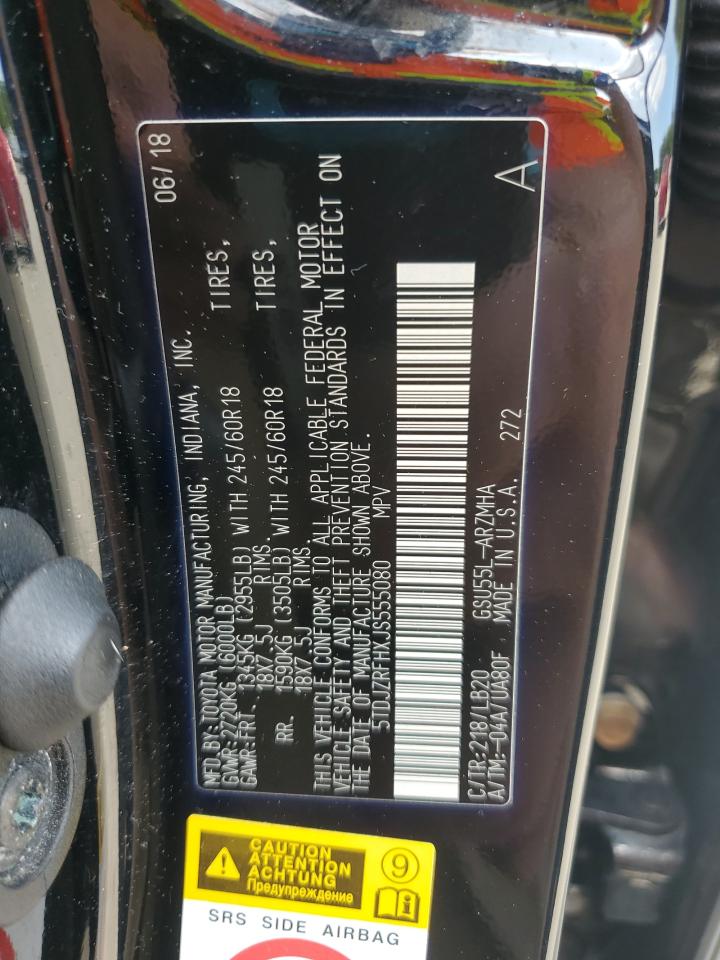 06/18
MFD.BY:TOYOTA MOTOR MANUFACTURING, INDIANA, INC.
GVWR:2720KG (6000LB)
GAWR:FRT. 1345KG (2955LB) WITH 245/60R18 TIRES,
18X7.5J RIMS
RR. 1590KG (3505LB) WITH 245/60R18 TIRES,
18X7.5J RIMS
THIS VEHICLE CONFORMS TO ALL APPLICABLE FEDERAL MOTOR
VEHICLE SAFETY AND THEFT PREVENTION STANDARDS IN EFFECT ON
THE DATE OF MANUFACTURE SHOWN ABOVE.
5TDJZRFHXJS555080 MPV
C/TR:218/LB20 GSU55L-ARZMHA
A/TM:-04A/UA80F MADE IN U.S.A. 272
A
CAUTION
ATTENTION
ACHTUNG
Предупреждение
9
i
SRS SIDE AIRBAG